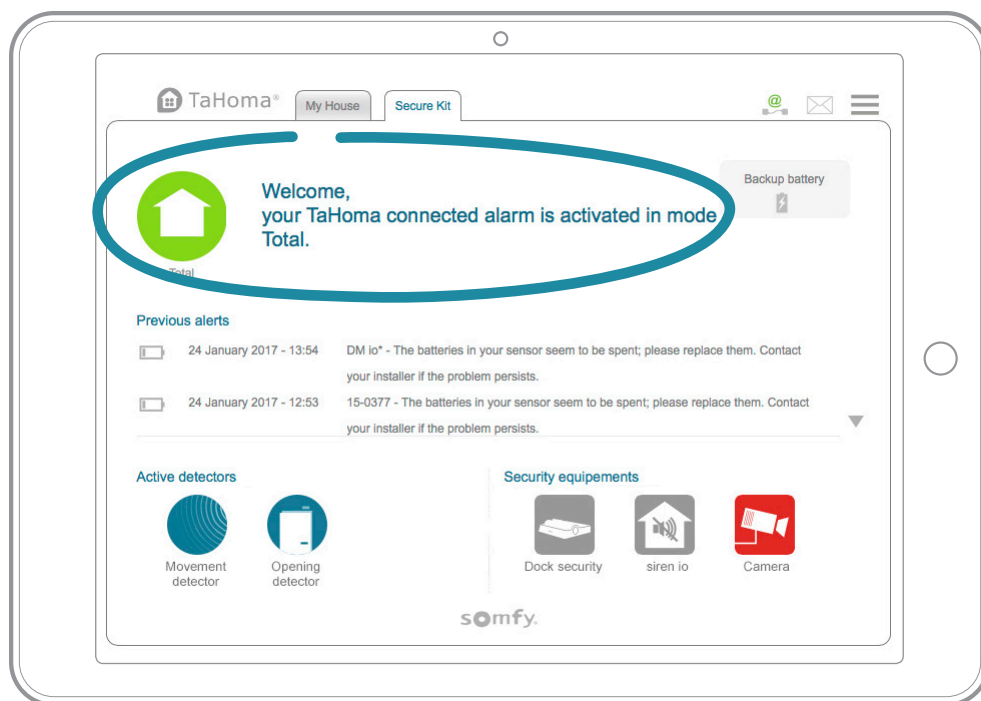 TaHoma®
My House
Secure Kit
@
Backup battery
Welcome,
your TaHoma connected alarm is activated in mode
Total.
Total
Previous alerts
24 January 2017 - 13:54 DM io* - The batteries in your sensor seem to be spent; please replace them. Contact
your installer if the problem persists.
24 January 2017 - 12:53 15-0377 - The batteries in your sensor seem to be spent; please replace them. Contact
your installer if the problem persists.
Active detectors
Security equipements
Movement
detector
Opening
detector
Dock security
siren io
Camera
somfy.